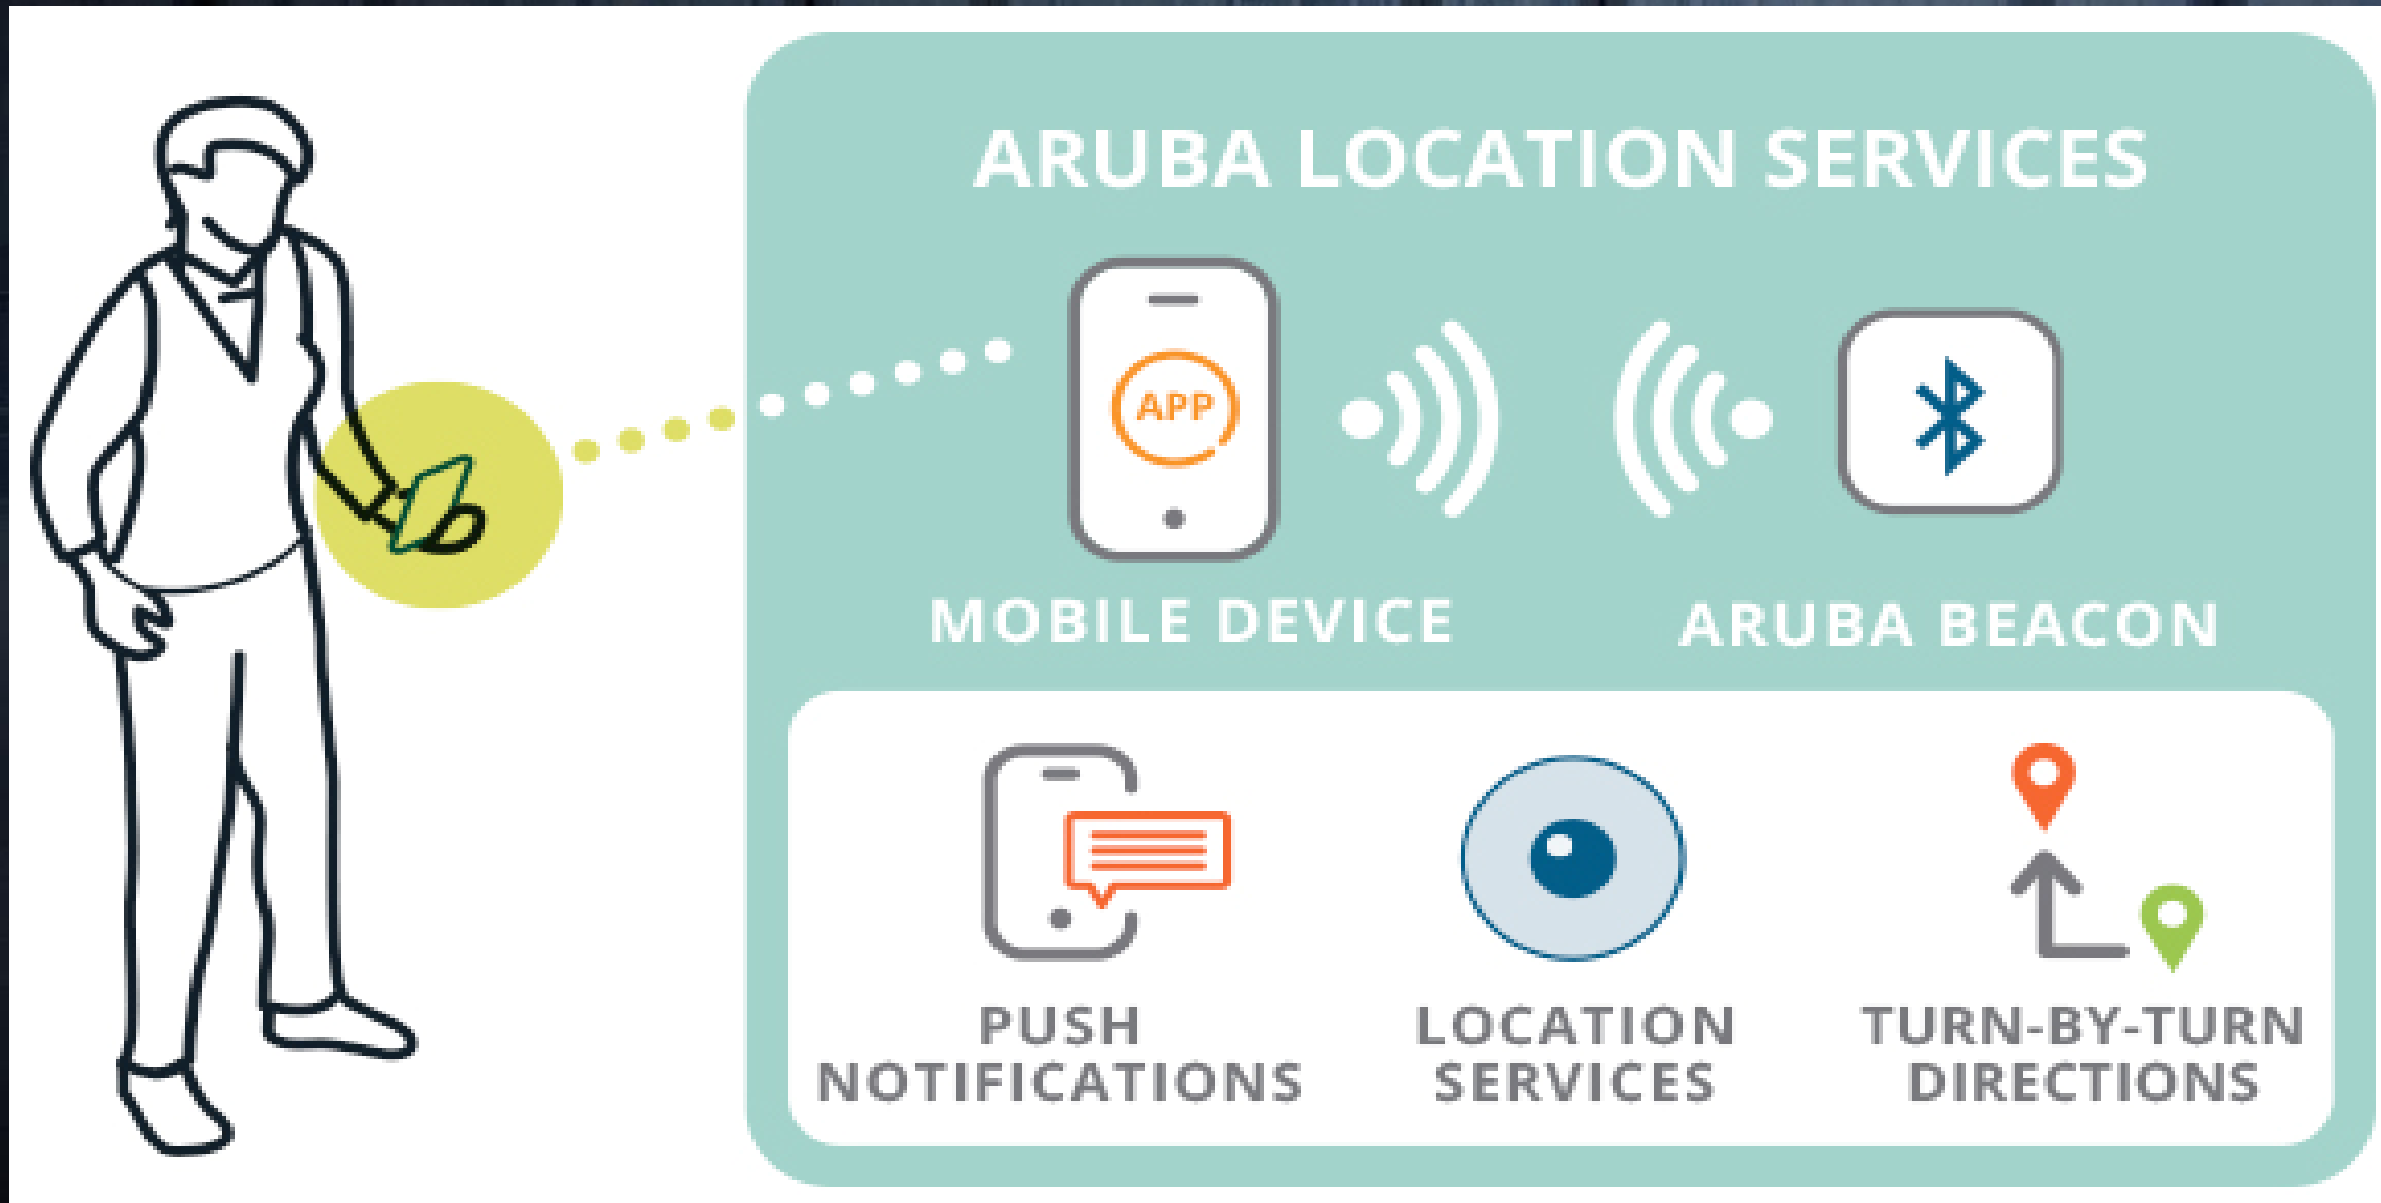 ARUBA LOCATION SERVICES
APP
MOBILE DEVICE
ARUBA BEACON
PUSH
NOTIFICATIONS
LOCATION
SERVICES
TURN-BY-TURN
DIRECTIONS